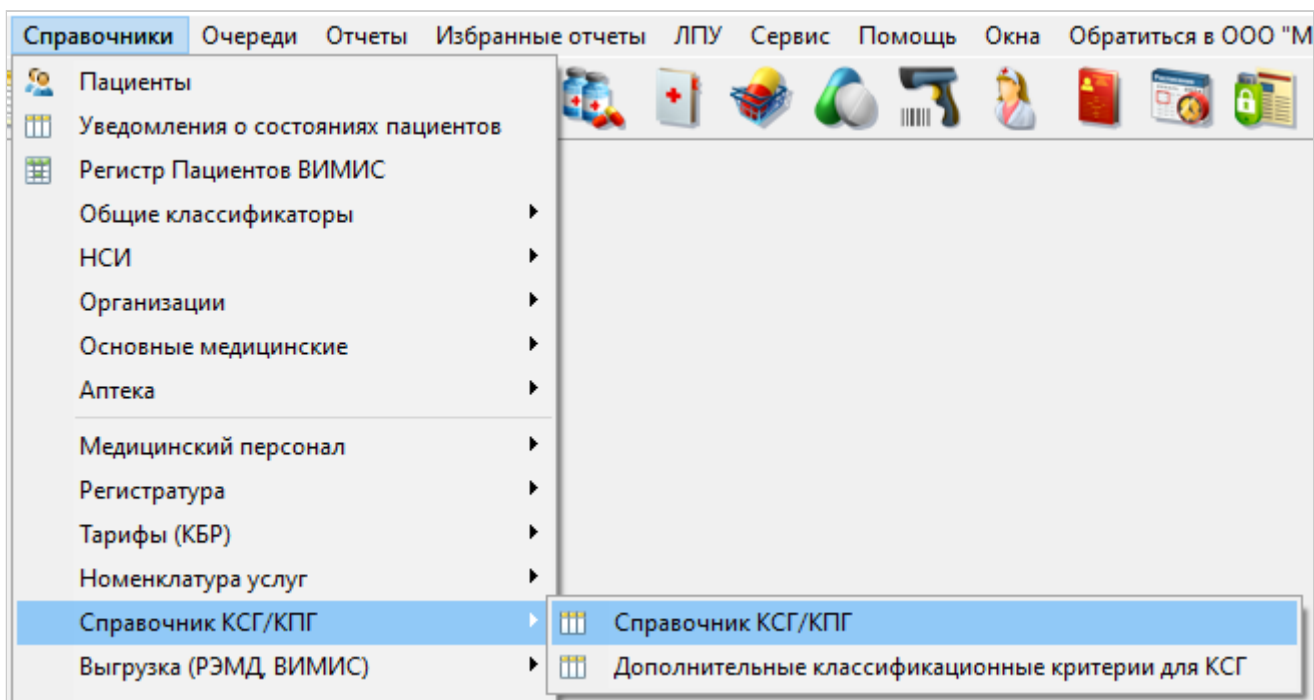 Справочники Очереди Отчеты Избранные отчеты ЛПУ Сервис Помощь Окна Обратиться в ООО "М
Пациенты
Уведомления о состояниях пациентов
Регистр Пациентов ВИМИС
Общие классификаторы
НСИ
Организации
Основные медицинские
Аптека
Медицинский персонал
Регистратура
Тарифы (КБР)
Номенклатура услуг
Справочник КСГ/КПГ
Справочник КСГ/КПГ
Выгрузка (РЭМД, ВИМИС)
Дополнительные классификационные критерии для КСГ